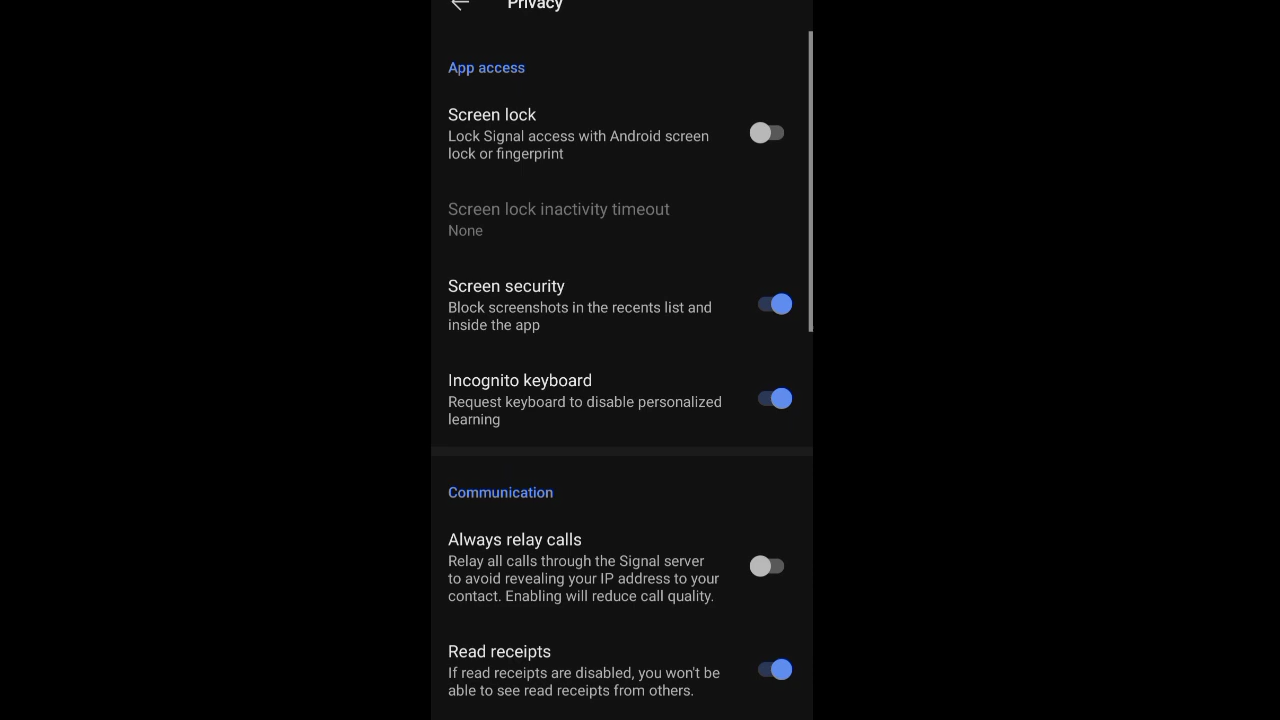 Privacy
App access
Screen lock
Lock Signal access with Android screen
lock or fingerprint
Screen lock inactivity timeout
None
Screen security
Block screenshots in the recents list and
inside the app
Incognito keyboard
Request keyboard to disable personalized
learning
Communication
Always relay calls
Relay all calls through the Signal server
to avoid revealing your IP address to your
contact. Enabling will reduce call quality.
Read receipts
If read receipts are disabled, you won't be
able to see read receipts from others.